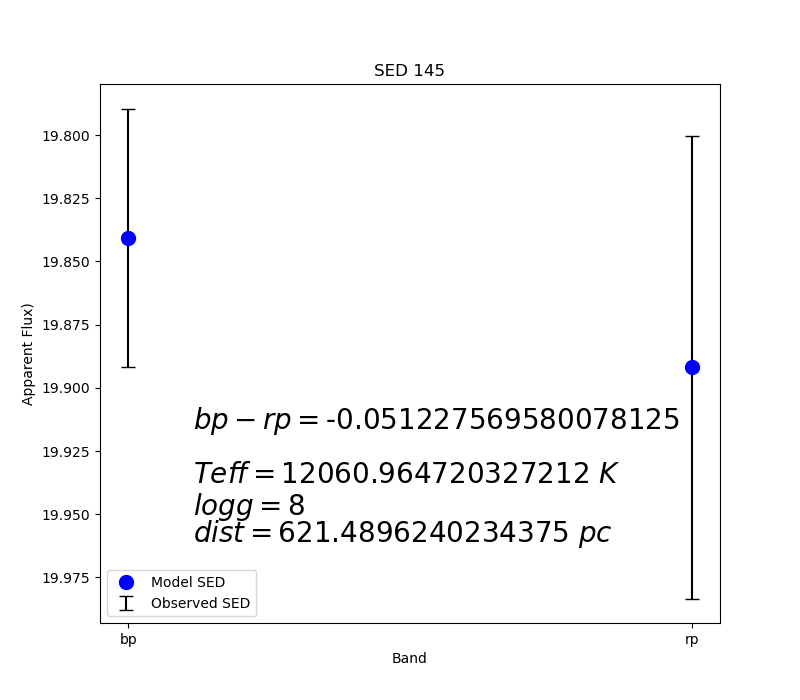 SED 145
19.800
19.825
19.850
19.875
19.900
19.925
19.950
19.975
Apparent Flux)
bp − rp = -0.051227569580078125
Teff = 12060.964720327212 K
logg = 8
dist = 621.4896240234375 pc
Model SED
Observed SED
bp
rp
Band